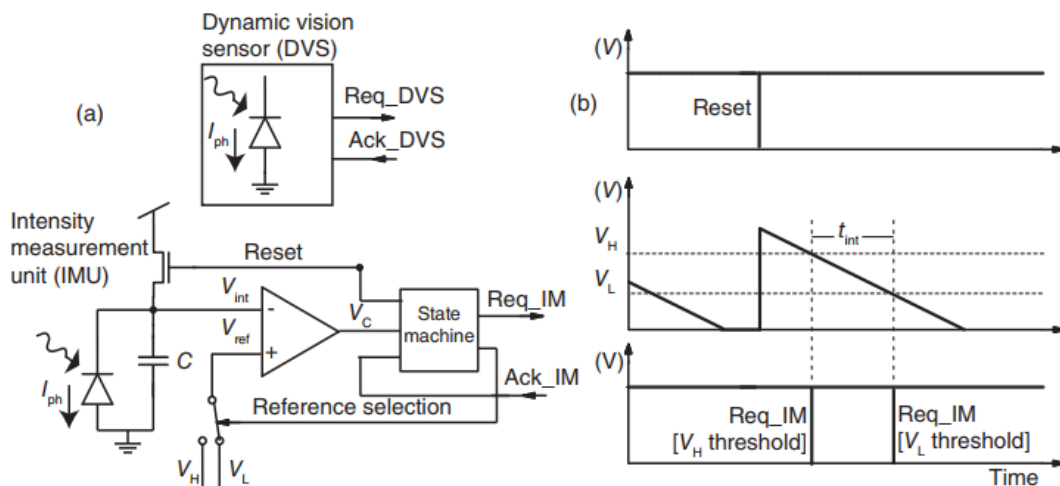 Dynamic vision
sensor (DVS)
(a)
I_ph
Req_DVS
Ack_DVS
Intensity
measurement
unit (IMU)
Reset
V_int
-
V_ref
+
V_C
State
machine
Req_IM
Ack_IM
C
I_ph
Reference selection
V_H
V_L
(b)
(V)
Reset
(V)
V_H
V_L
t_int
(V)
Req_IM
[V_H threshold]
Req_IM
[V_L threshold]
Time